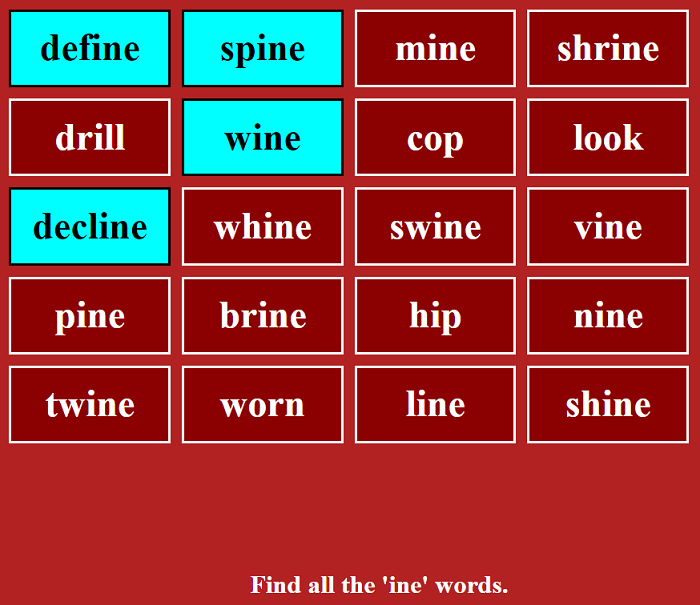 define spine mine shrine
drill wine cop look
decline whine swine vine
pine brine hip nine
twine worn line shine
Find all the 'ine' words.